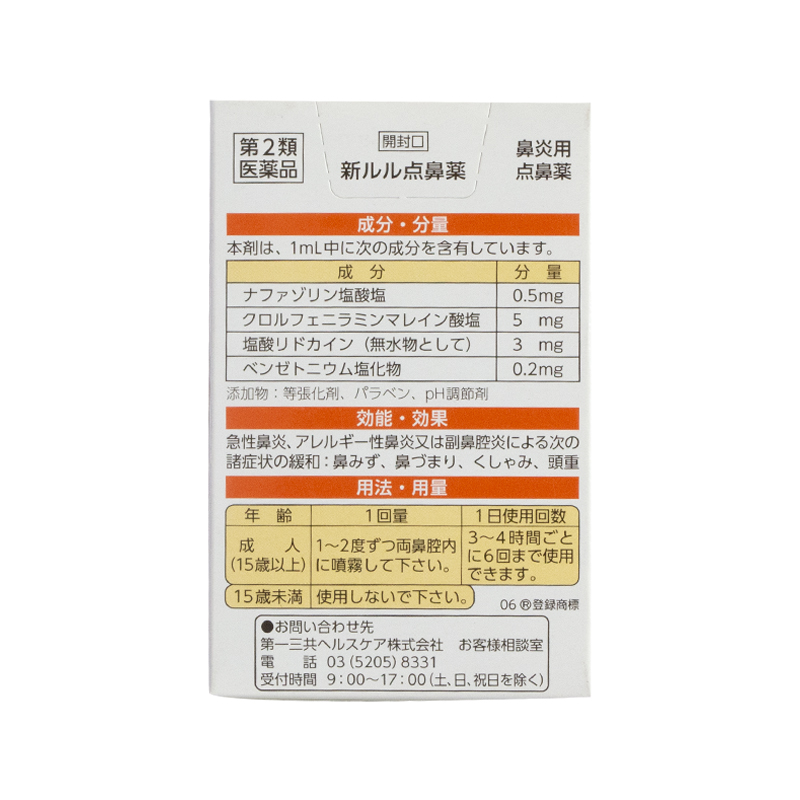 第2類
医薬品
開封口
新ルル点鼻薬
鼻炎用
点鼻薬
成分・分量
本剤は、1mL中に次の成分を含有しています。
成 分 分 量
ナファゾリン塩酸塩 0.5mg
クロルフェニラミンマレイン酸塩 5 mg
塩酸リドカイン（無水物として） 3 mg
ベンゼトニウム塩化物 0.2mg
添加物：等張化剤、パラベン、pH調節剤
効能・効果
急性鼻炎、アレルギー性鼻炎又は副鼻腔炎による次の
諸症状の緩和：鼻みず、鼻づまり、くしゃみ、頭重
用法・用量
年 齢 1回量 1日使用回数
成 人
(15歳以上)
1〜2度ずつ両鼻腔内
に噴霧して下さい。
3〜4時間ごと
に6回まで使用
できます。
15歳未満 使用しないで下さい。
06 ®登録商標
●お問い合わせ先
第一三共ヘルスケア株式会社 お客様相談室
電 話 03(5205)8331
受付時間 9：00〜17：00(土、日、祝日を除く)